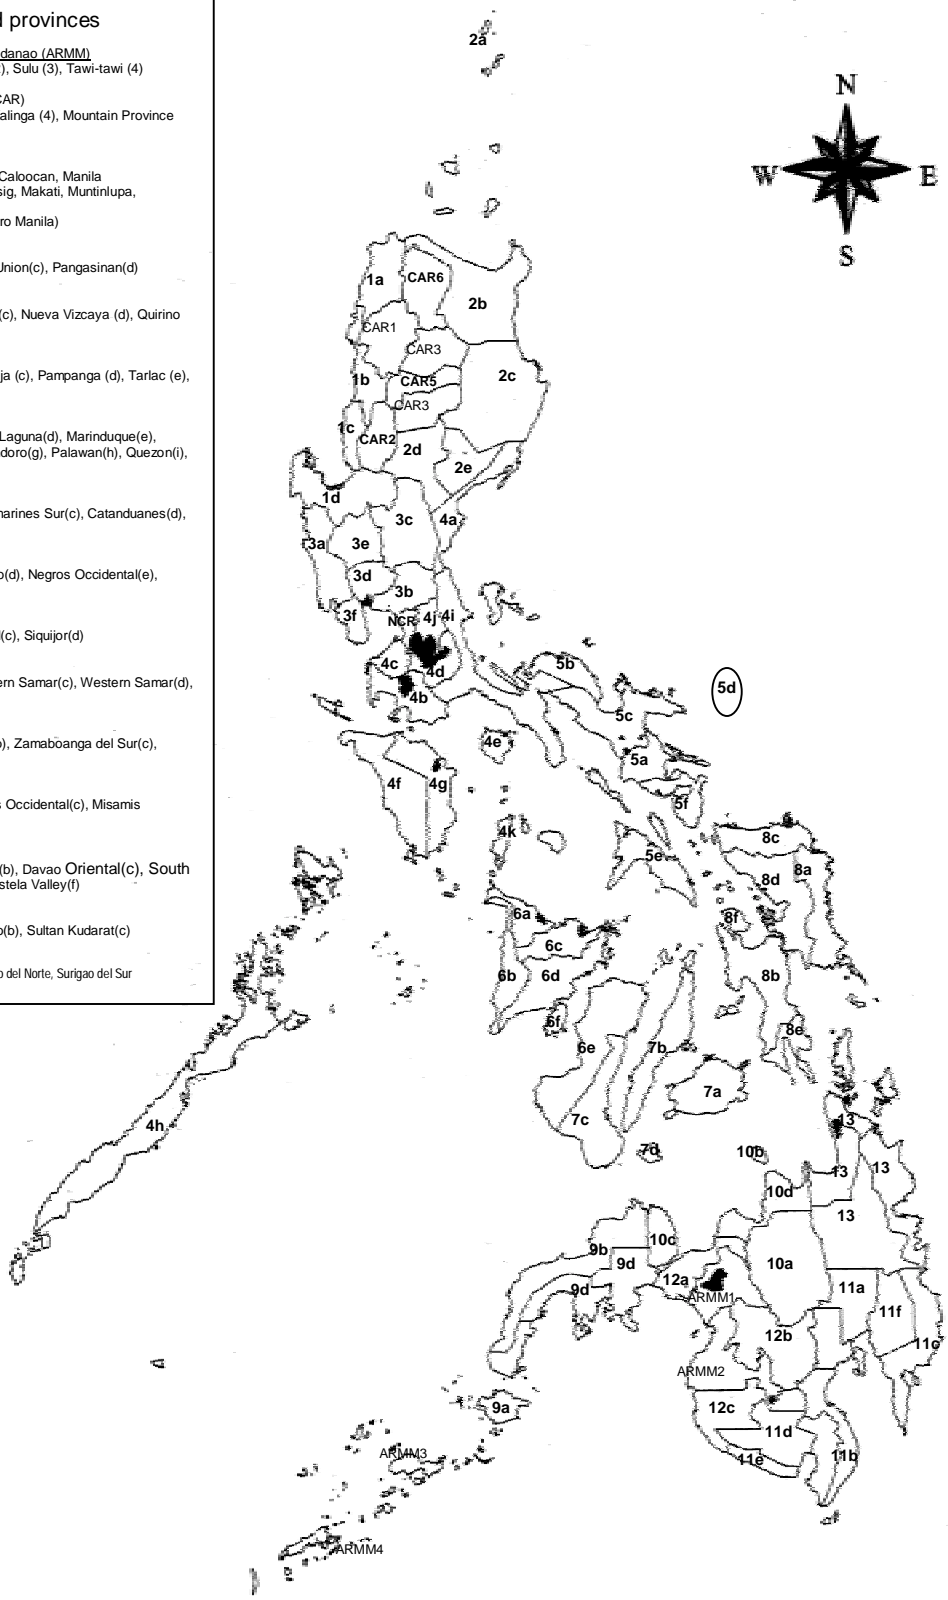 d provinces
danao (ARMM)
), Sulu (3), Tawi-tawi (4)
CAR)
alinga (4), Mountain Province
Caloocan, Manila
sig, Makati, Muntinlupa,
ro Manila)
Union(c), Pangasinan(d)
(c), Nueva Vizcaya (d), Quirino
ja (c), Pampanga (d), Tarlac (e),
Laguna(d), Marinduque(e),
doro(g), Palawan(h), Quezon(i),
narines Sur(c), Catanduanes(d),
o(d), Negros Occidental(e),
l(c), Siquijor(d)
ern Samar(c), Western Samar(d),
o), Zamaboanga del Sur(c),
s Occidental(c), Misamis
(b), Davao Oriental(c), South
stela Valley(f)
o(b), Sultan Kudarat(c)
o del Norte, Surigao del Sur
2a
N
W
E
S
1a
CAR6
2b
CAR1
CAR3
1b
CAR5
2c
CAR3
1c
CAR2
2d
2e
1d
3c
4a
3a
3e
3d
3b
3f
NCR
4j
4i
4c
4d
5b
4b
5d
5c
4e
5a
4f
4g
5f
4k
8c
5e
8a
8d
6a
8f
6c
6b
6d
8b
6f
8e
6e
7b
7a
7c
13
4h
7d
10b
13
13
10d
13
9b
10c
9d
10a
12a
9d
11a
ARMM1
11f
12b
11c
ARMM2
9a
12c
11d
ARMM3
11e
11b
ARMM4